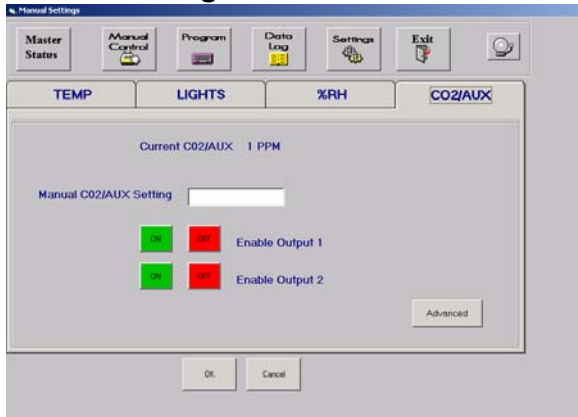 Manual Settings
Master Status
Manual Control
Program
Data Log
Settings
Exit
TEMP LIGHTS %RH CO2/AUX
Current C02/AUX 1 PPM
Manual C02/AUX Setting
ON OFF Enable Output 1
ON OFF Enable Output 2
Advanced
OK Cancel